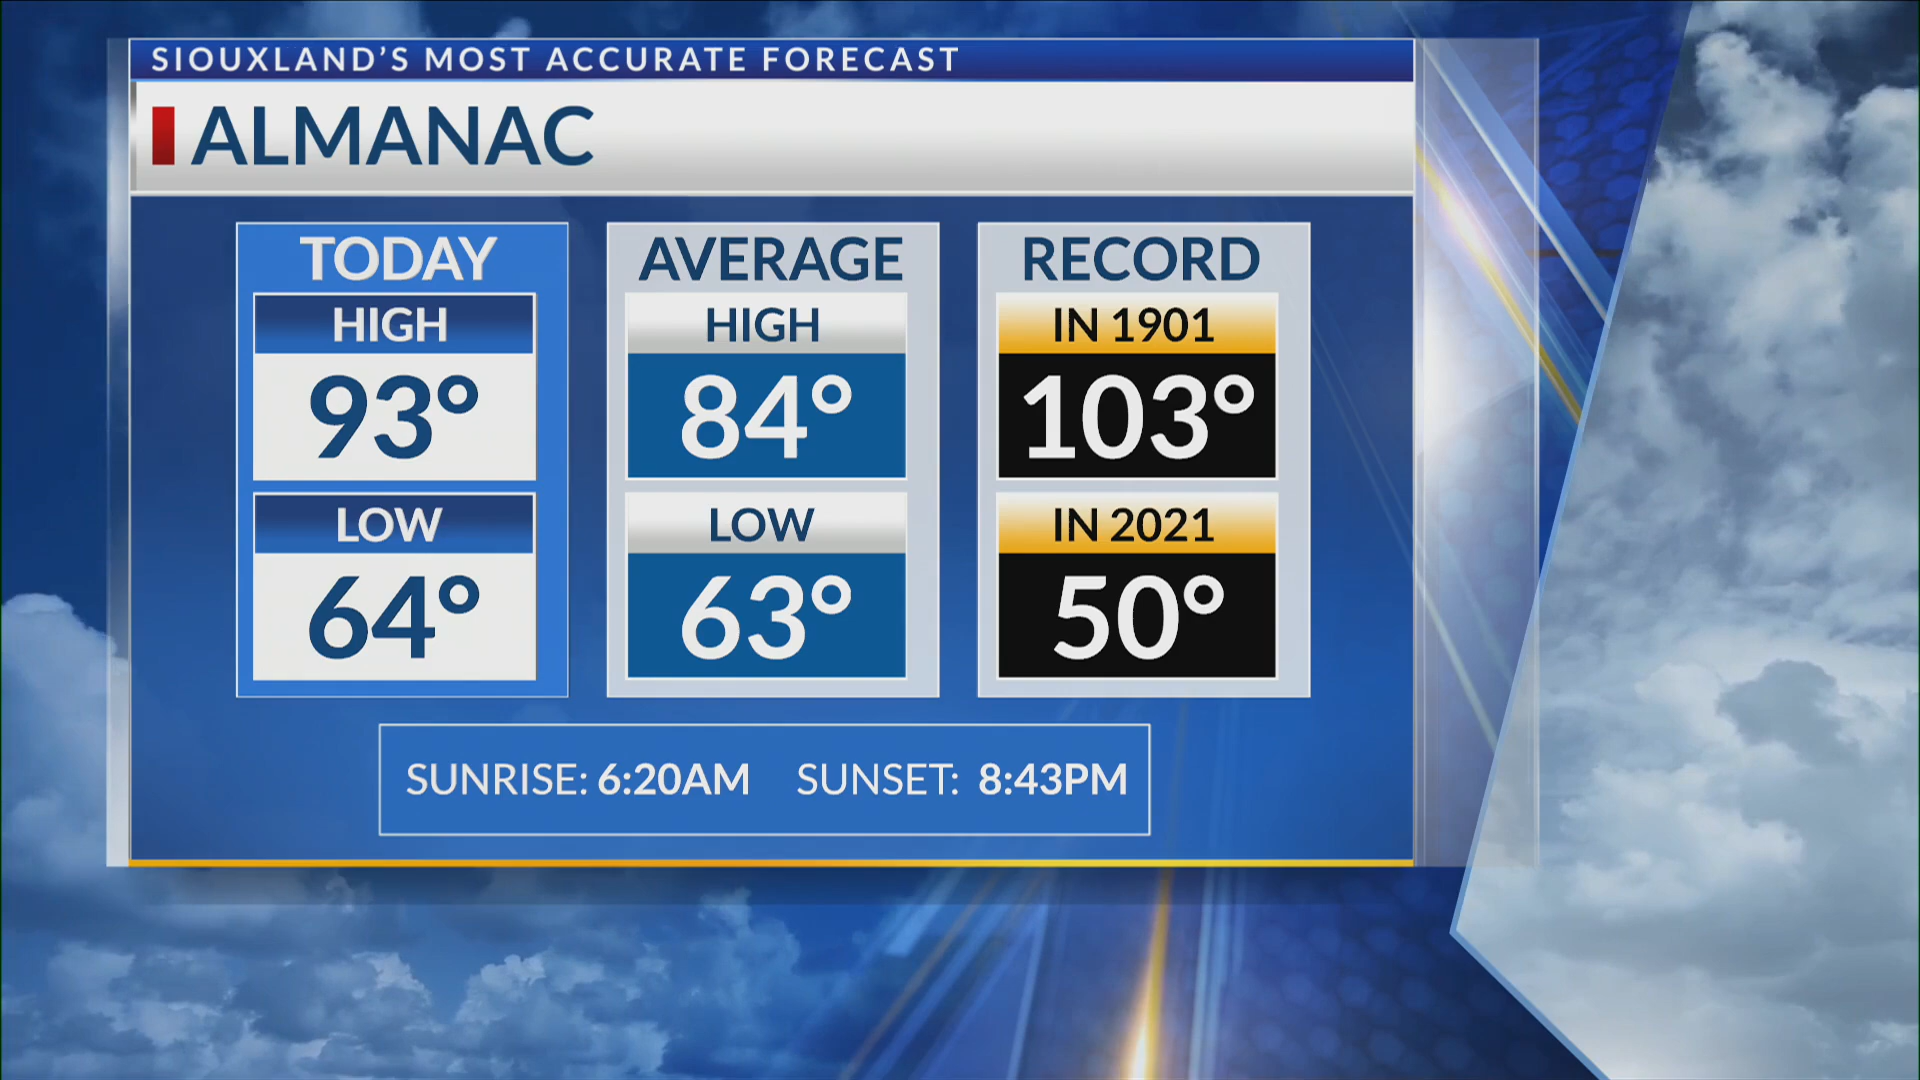 SIOUXLAND'S MOST ACCURATE FORECAST
ALMANAC
TODAY
HIGH
93°
LOW
64°
AVERAGE
HIGH
84°
LOW
63°
RECORD
IN 1901
103°
IN 2021
50°
SUNRISE: 6:20AM SUNSET: 8:43PM